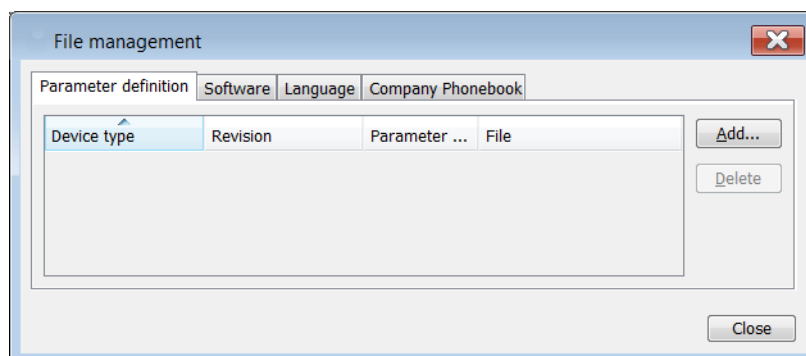 File management
Parameter definition Software Language Company Phonebook
Device type Revision Parameter ... File
Add...
Delete
Close